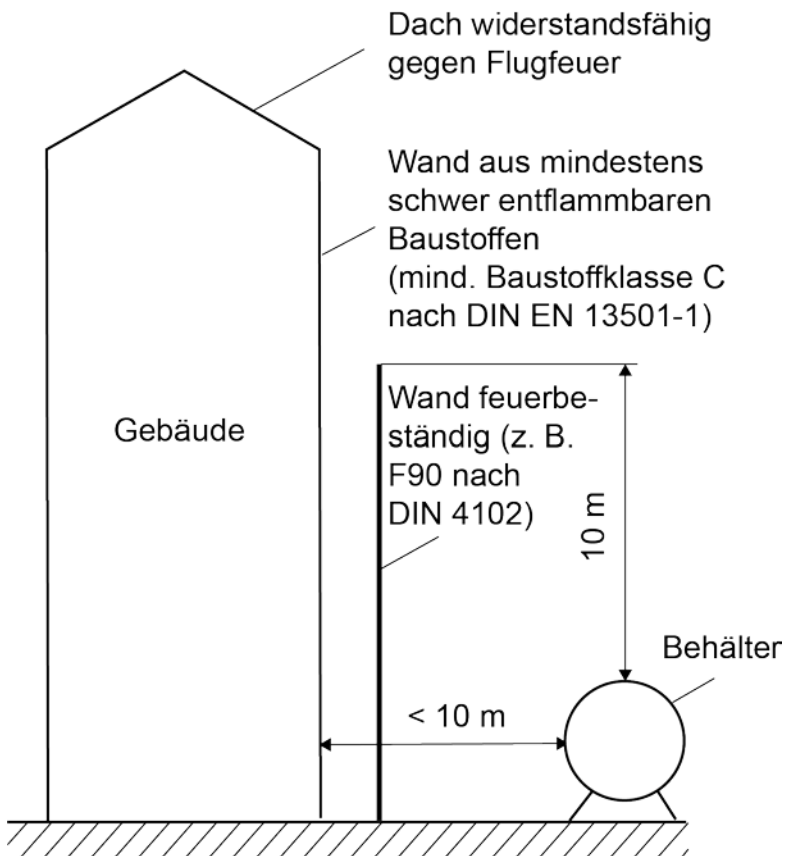 Dach widerstandsfähig
gegen Flugfeuer
Wand aus mindestens
schwer entflammbaren
Baustoffen
(mind. Baustoffklasse C
nach DIN EN 13501-1)
Gebäude
Wand feuerbe-
ständig (z. B.
F90 nach
DIN 4102)
10 m
Behälter
< 10 m